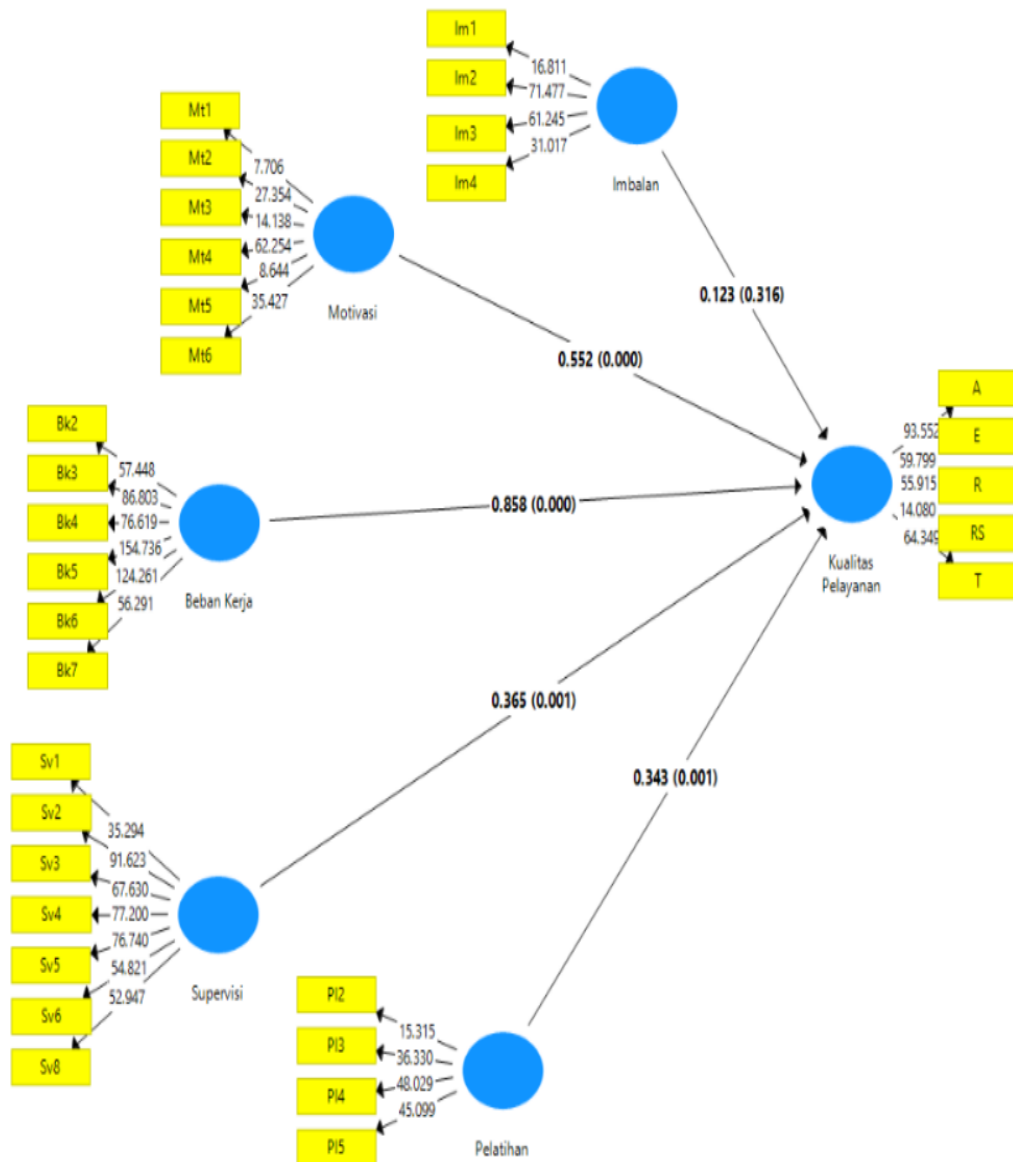 Im1
Im2
Im3
Im4
16.811
71.477
61.245
31.017
Imbalan
Mt1
Mt2
Mt3
Mt4
Mt5
Mt6
7.706
27.354
14.138
62.254
8.644
35.427
Motivasi
0.123 (0.316)
0.552 (0.000)
Bk2
Bk3
Bk4
Bk5
Bk6
Bk7
57.448
86.803
76.619
154.736
124.261
56.291
Beban Kerja
0.858 (0.000)
A
E
R
RS
T
93.552
59.799
55.915
14.080
64.349
Kualitas
Pelayanan
0.365 (0.001)
0.343 (0.001)
Sv1
Sv2
Sv3
Sv4
Sv5
Sv6
Sv8
35.294
91.623
67.630
77.200
76.740
54.821
52.947
Supervisi
Pl2
Pl3
Pl4
Pl5
15.315
36.330
48.029
45.099
Pelatihan